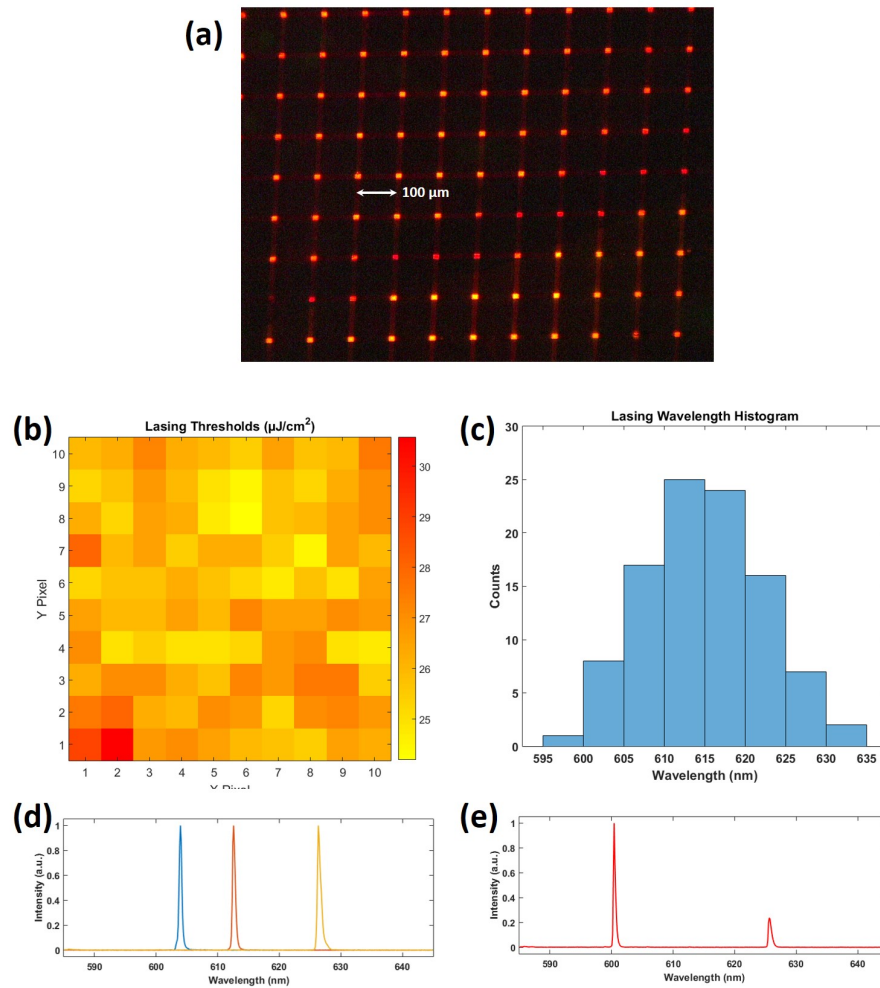 (a)
100 µm
(b)
Lasing Thresholds (µJ/cm²)
10
9
8
7
6
5
4
3
2
1
Y Pixel
1 2 3 4 5 6 7 8 9 10
30
29
28
27
26
25
(c)
Lasing Wavelength Histogram
30
25
20
15
10
5
0
Counts
595 600 605 610 615 620 625 630 635
Wavelength (nm)
(d)
1
0.8
0.6
0.4
0.2
0
Intensity (a.u.)
590 600 610 620 630 640
Wavelength (nm)
(e)
1
0.8
0.6
0.4
0.2
0
Intensity (a.u.)
590 600 610 620 630 640
Wavelength (nm)